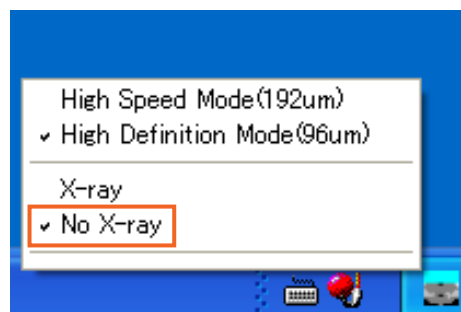 High Speed Mode(192um)
High Definition Mode(96um)
X-ray
No X-ray